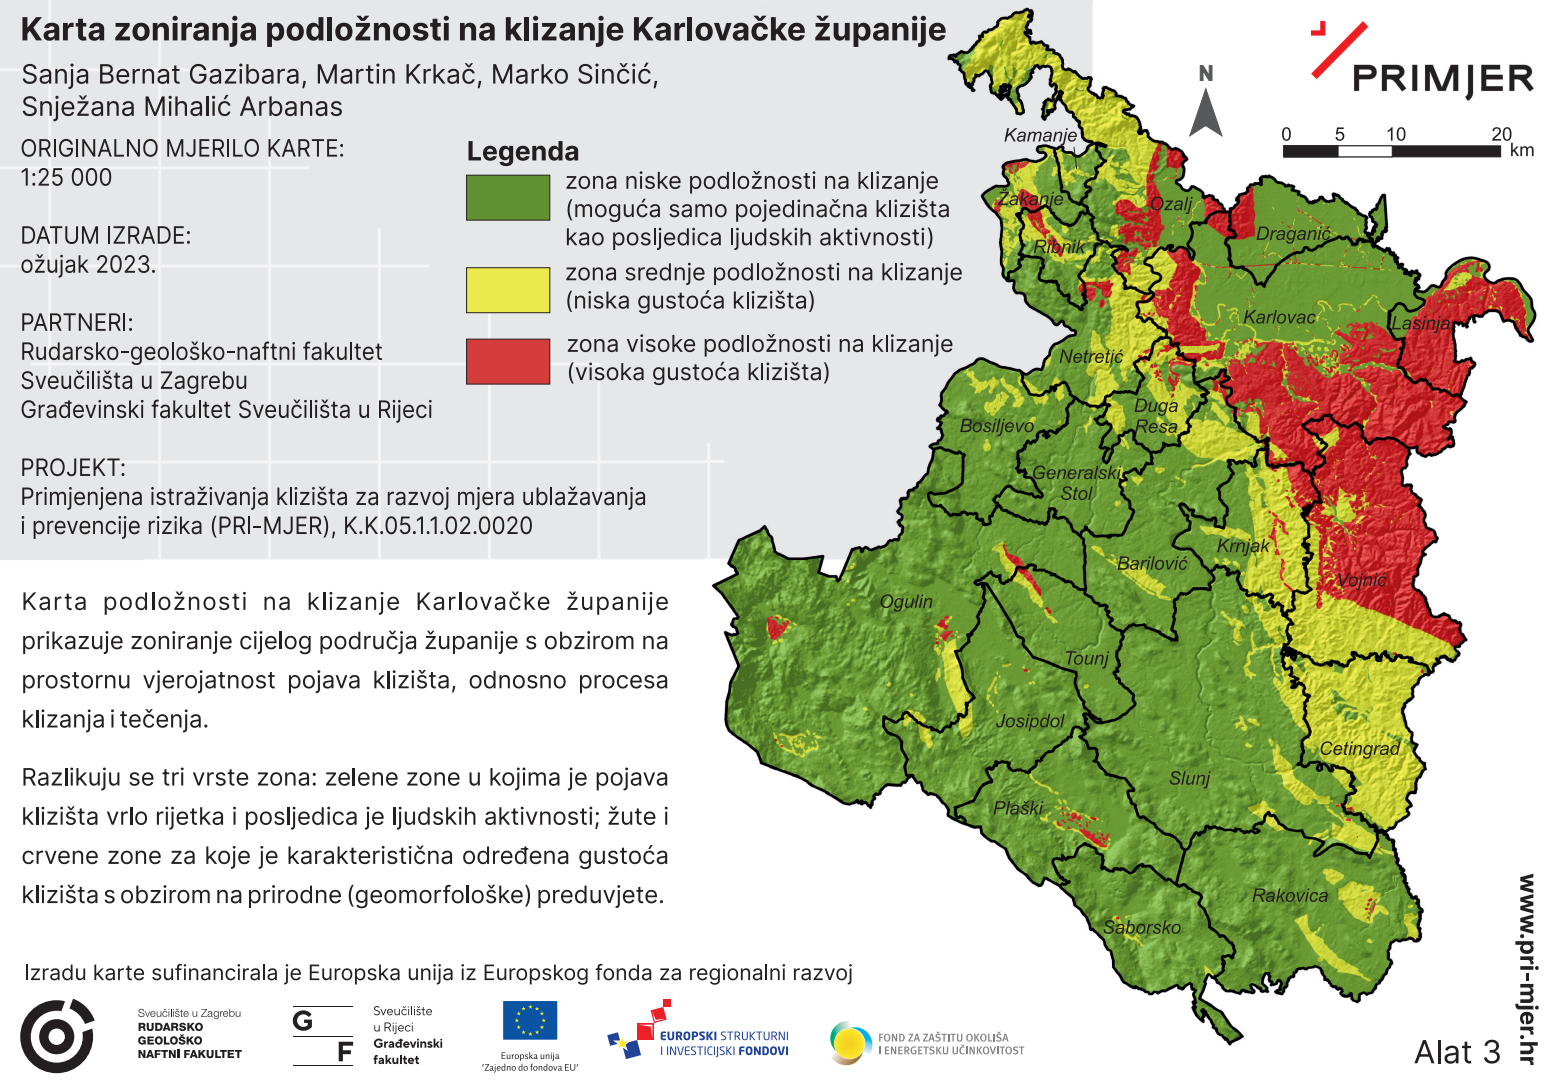 Karta zoniranja podložnosti na klizanje Karlovačke županije
Sanja Bernat Gazibara, Martin Krkač, Marko Sinčić,
Snježana Mihalić Arbanas
ORIGINALNO MJERILO KARTE:
1:25 000
DATUM IZRADE:
ožujak 2023.
PARTNERI:
Rudarsko-geološko-naftni fakultet
Sveučilišta u Zagrebu
Građevinski fakultet Sveučilišta u Rijeci
PROJEKT:
Primjenjena istraživanja klizišta za razvoj mjera ublažavanja
i prevencije rizika (PRI-MJER), K.K.05.1.1.02.0020
Legenda
zona niske podložnosti na klizanje
(moguća samo pojedinačna klizišta
kao posljedica ljudskih aktivnosti)
zona srednje podložnosti na klizanje
(niska gustoća klizišta)
zona visoke podložnosti na klizanje
(visoka gustoća klizišta)
Karta podložnosti na klizanje Karlovačke županije
prikazuje zoniranje cijelog područja županije s obzirom na
prostornu vjerojatnost pojava klizišta, odnosno procesa
klizanja i tečenja.
Razlikuju se tri vrste zona: zelene zone u kojima je pojava
klizišta vrlo rijetka i posljedica je ljudskih aktivnosti; žute i
crvene zone za koje je karakteristična određena gustoća
klizišta s obzirom na prirodne (geomorfološke) preduvjete.
N
PRIMJER
0 5 10 20
km
Kamanje
Žakanje
Ozalj
Ribnik
Draganić
Karlovac
Lasinja
Netretić
Duga
Resa
Bosiljevo
Generalski
Stol
Barilović
Krnjak
Vojnić
Ogulin
Tounj
Josipdol
Cetingrad
Slunj
Plaški
Rakovica
Saborsko
Izradu karte sufinancirala je Europska unija iz Europskog fonda za regionalni razvoj
Sveučilište u Zagrebu
RUDARSKO
GEOLOŠKO
NAFTNI FAKULTET
G
F
Sveučilište
u Rijeci
Građevinski
fakultet
Europska unija
'Zajedno do fondova EU'
EUROPSKI STRUKTURNI
I INVESTICIJSKI FONDOVI
FOND ZA ZAŠTITU OKOLIŠA
I ENERGETSKU UČINKOVITOST
Alat 3
www.pri-mjer.hr